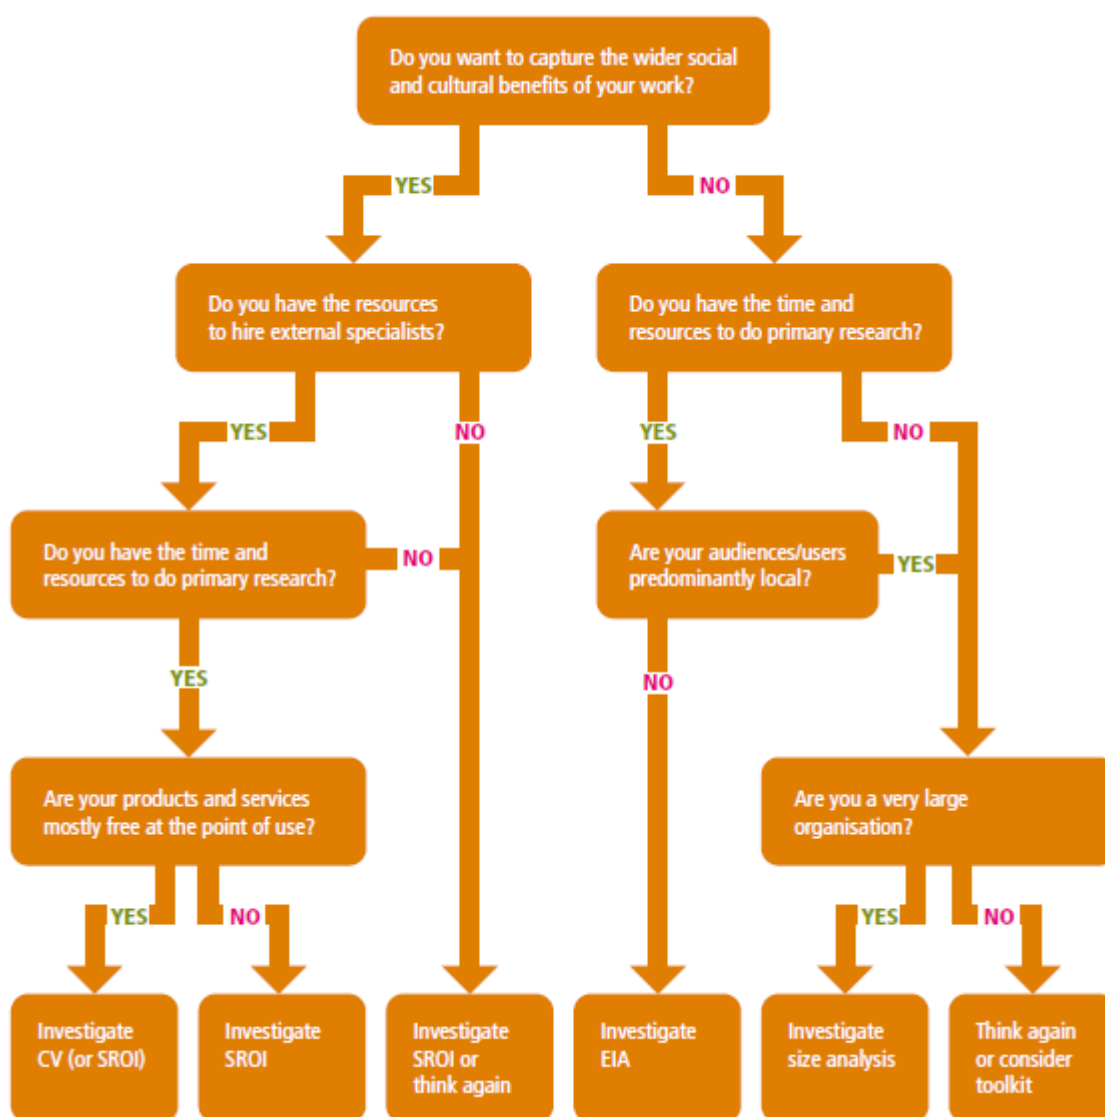 Do you want to capture the wider social
and cultural benefits of your work?
YES
NO
Do you have the resources
to hire external specialists?
Do you have the time and
resources to do primary research?
YES
NO
YES
NO
Do you have the time and
resources to do primary research?
NO
Are your audiences/users
predominantly local?
YES
YES
NO
Are your products and services
mostly free at the point of use?
Are you a very large
organisation?
YES
NO
YES
NO
Investigate
CV (or SROI)
Investigate
SROI
Investigate
SROI or
think again
Investigate
EIA
Investigate
size analysis
Think again
or consider
toolkit